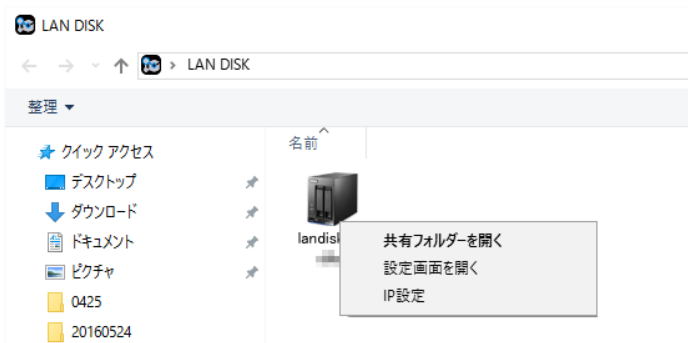 LAN DISK
LAN DISK
整理
名前
クイック アクセス
デスクトップ
ダウンロード
ドキュメント
ピクチャ
0425
20160524
landisk
共有フォルダーを開く
設定画面を開く
IP設定